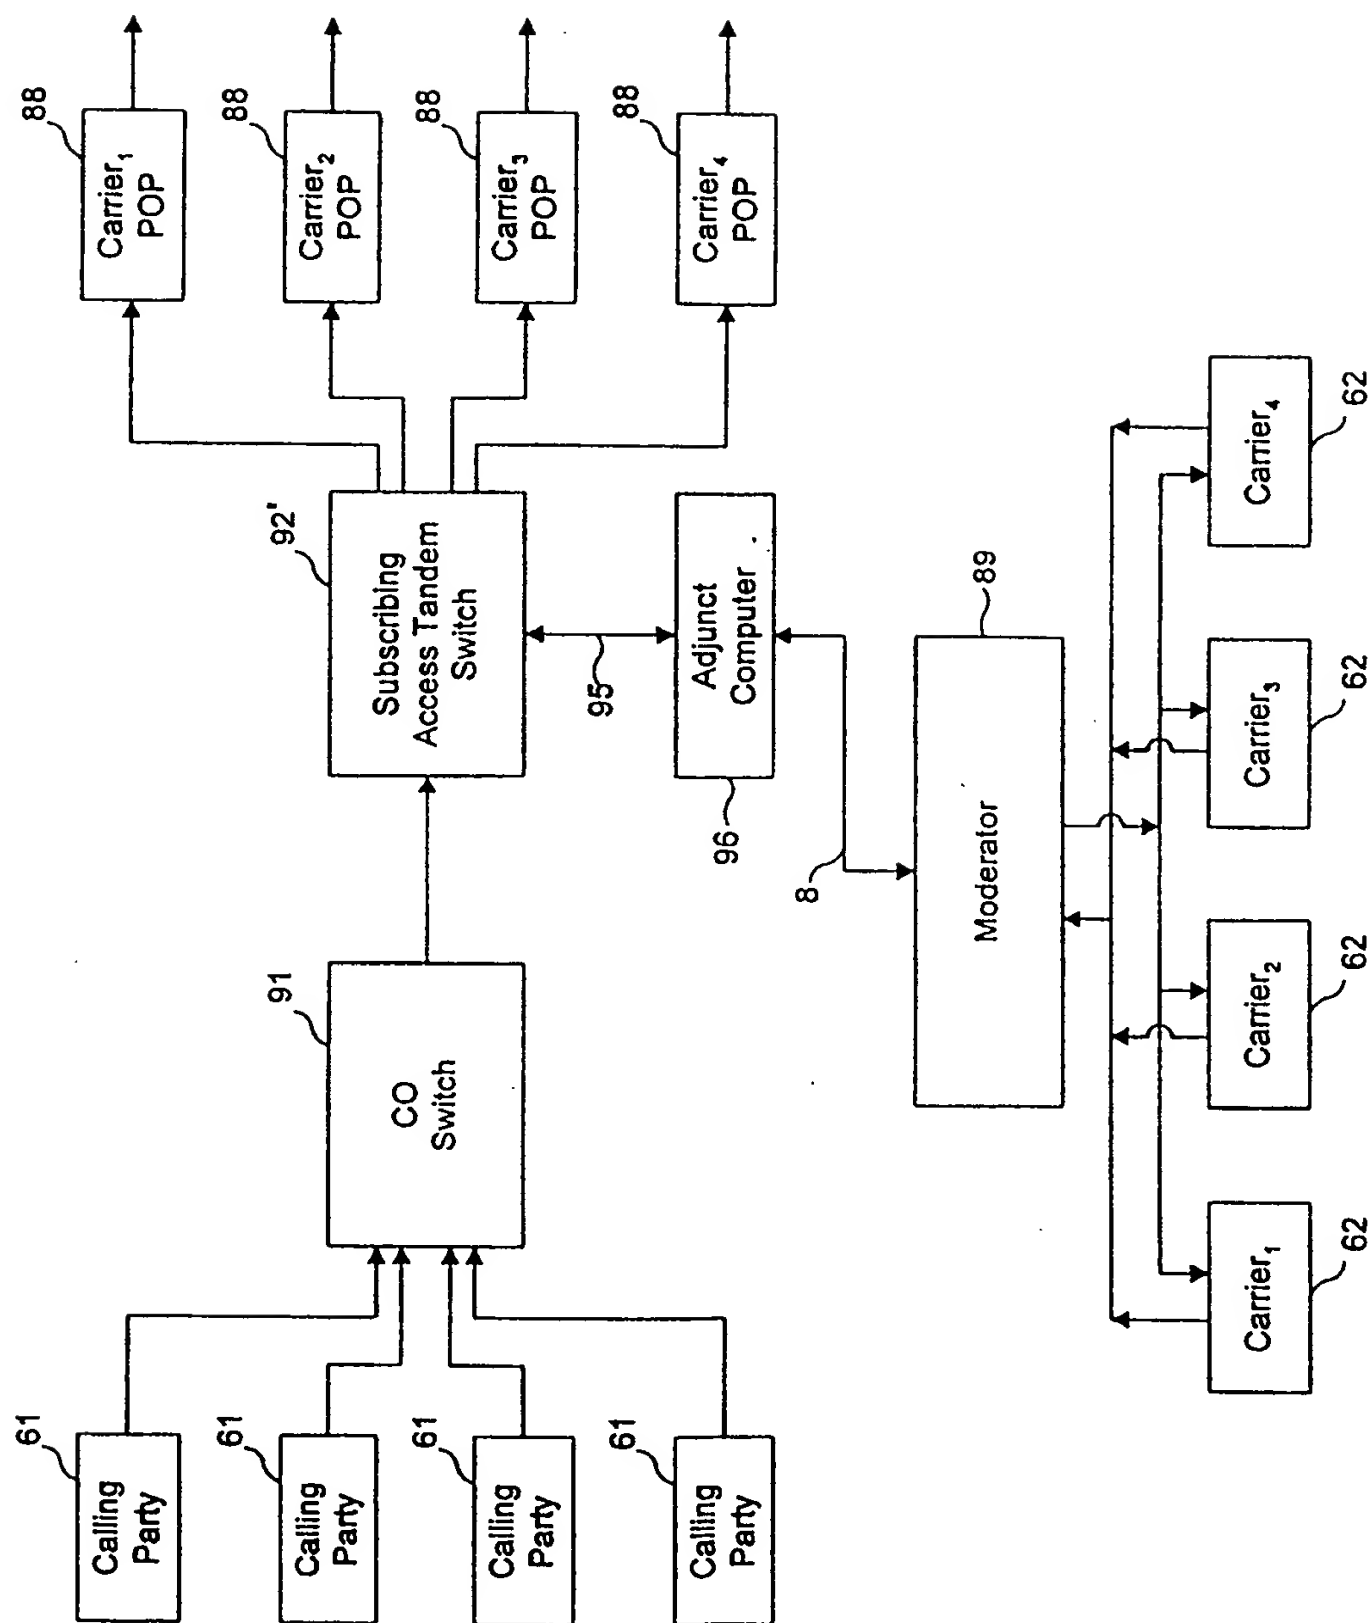 61
Calling
Party
61
Calling
Party
61
Calling
Party
61
Calling
Party
91
CO
Switch
92'
Subscribing
Access Tandem
Switch
88
Carrier1
POP
88
Carrier2
POP
88
Carrier3
POP
88
Carrier4
POP
95
Adjunct
Computer
96
8
89
Moderator
Carrier1
62
Carrier2
62
Carrier3
62
Carrier4
62